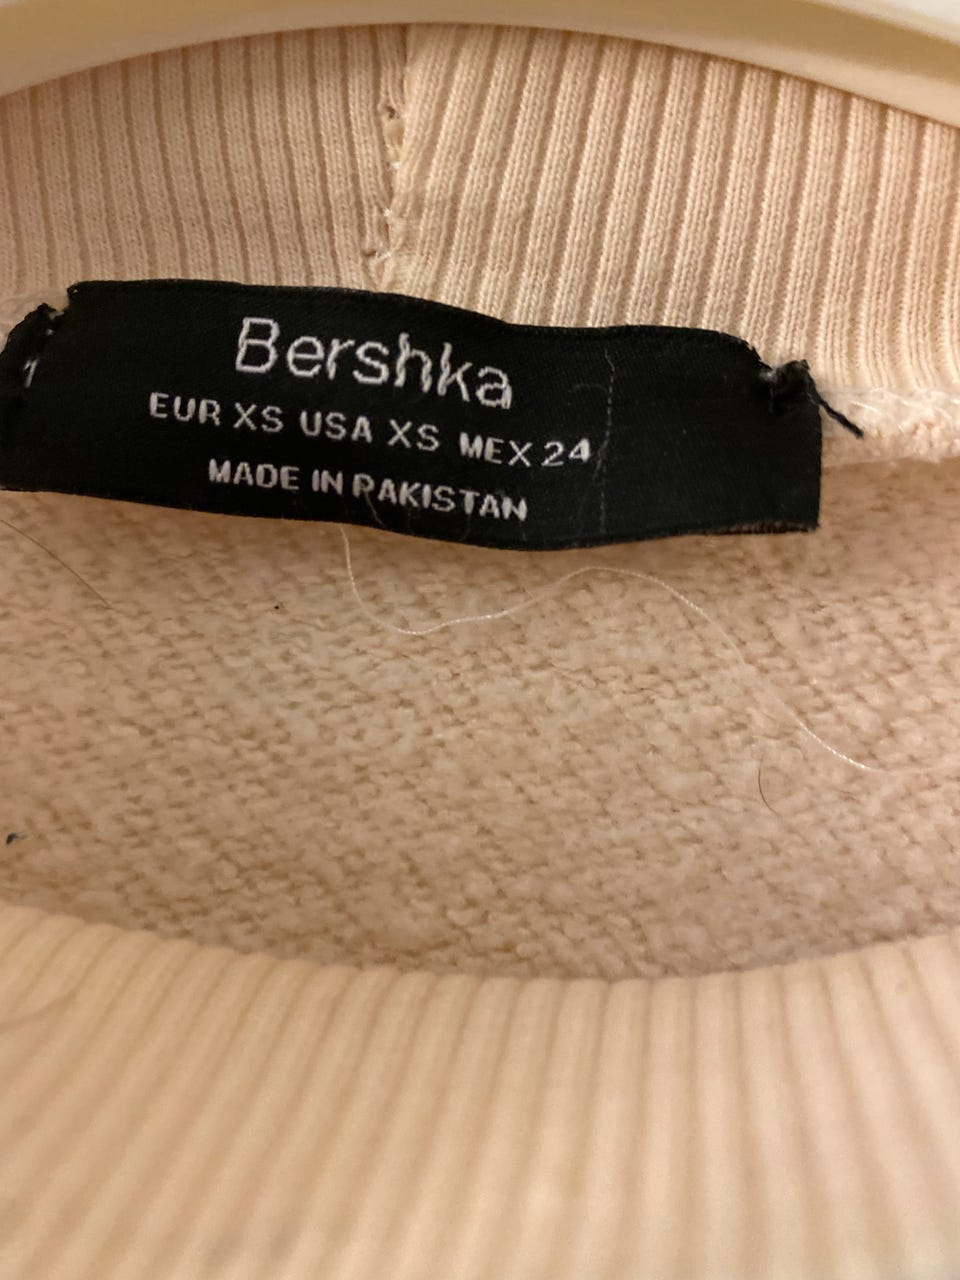 Bershka
EUR XS USA XS MEX 24
MADE IN PAKISTAN